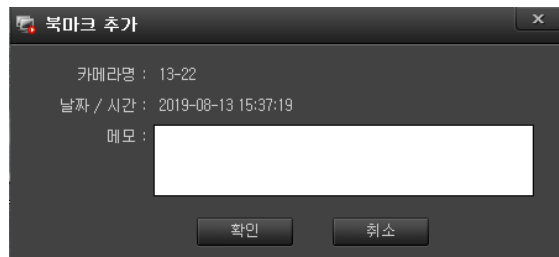 북마크 추가
카메라명 : 13-22
날짜 / 시간 : 2019-08-13 15:37:19
메모 :
확인 취소